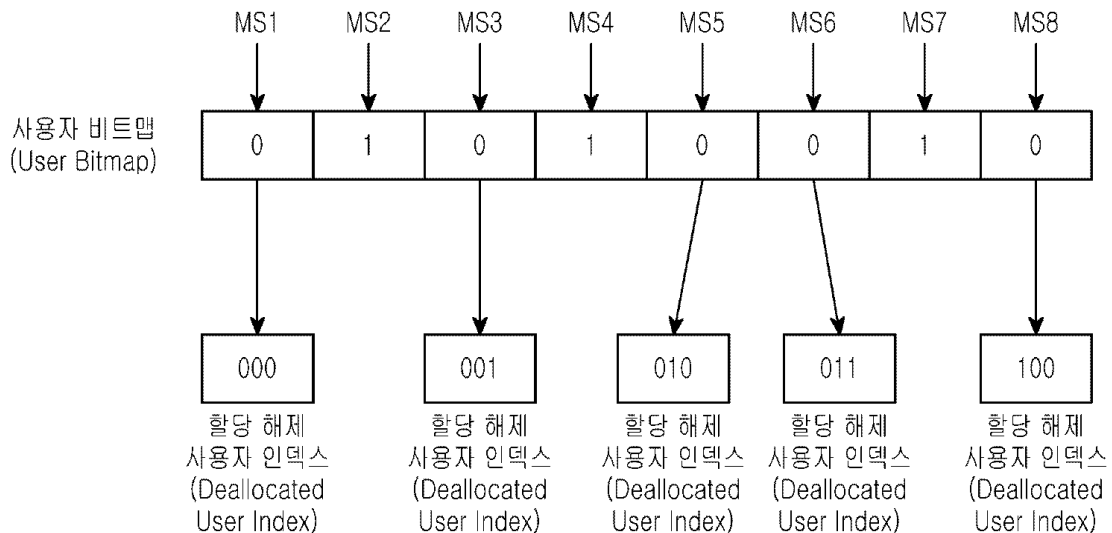 MS1 MS2 MS3 MS4 MS5 MS6 MS7 MS8
사용자 비트맵
(User Bitmap)
0 1 0 1 0 0 1 0
000 001 010 011 100
할당 해제 할당 해제 할당 해제 할당 해제 할당 해제
사용자 인덱스 사용자 인덱스 사용자 인덱스 사용자 인덱스 사용자 인덱스
(Deallocated (Deallocated (Deallocated (Deallocated (Deallocated
User Index) User Index) User Index) User Index) User Index)